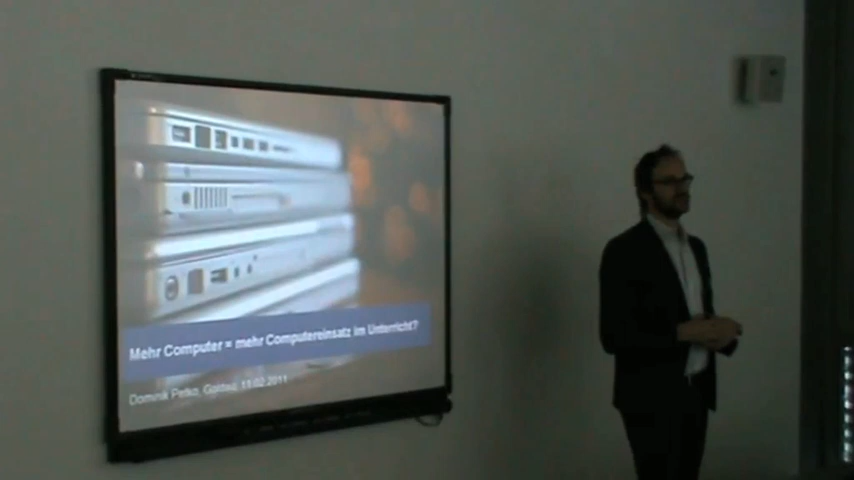 Mehr Computer = mehr Computereinsatz im Unterricht?
Dominik Petko, Goldau, 11.02.2011